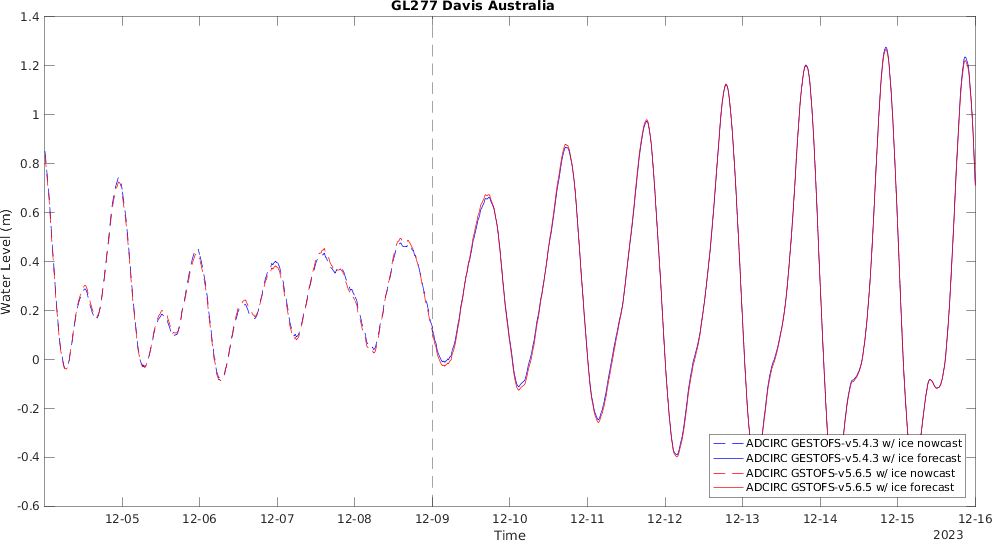 GL277 Davis Australia
1.4
1.2
1
0.8
0.6
0.4
0.2
0
-0.2
-0.4
-0.6
Water Level (m)
ADCIRC GESTOFS-v5.4.3 w/ ice nowcast
ADCIRC GESTOFS-v5.4.3 w/ ice forecast
ADCIRC GSTOFS-v5.6.5 w/ ice nowcast
ADCIRC GSTOFS-v5.6.5 w/ ice forecast
12-05 12-06 12-07 12-08 12-09 12-10 12-11 12-12 12-13 12-14 12-15 12-16
Time
2023